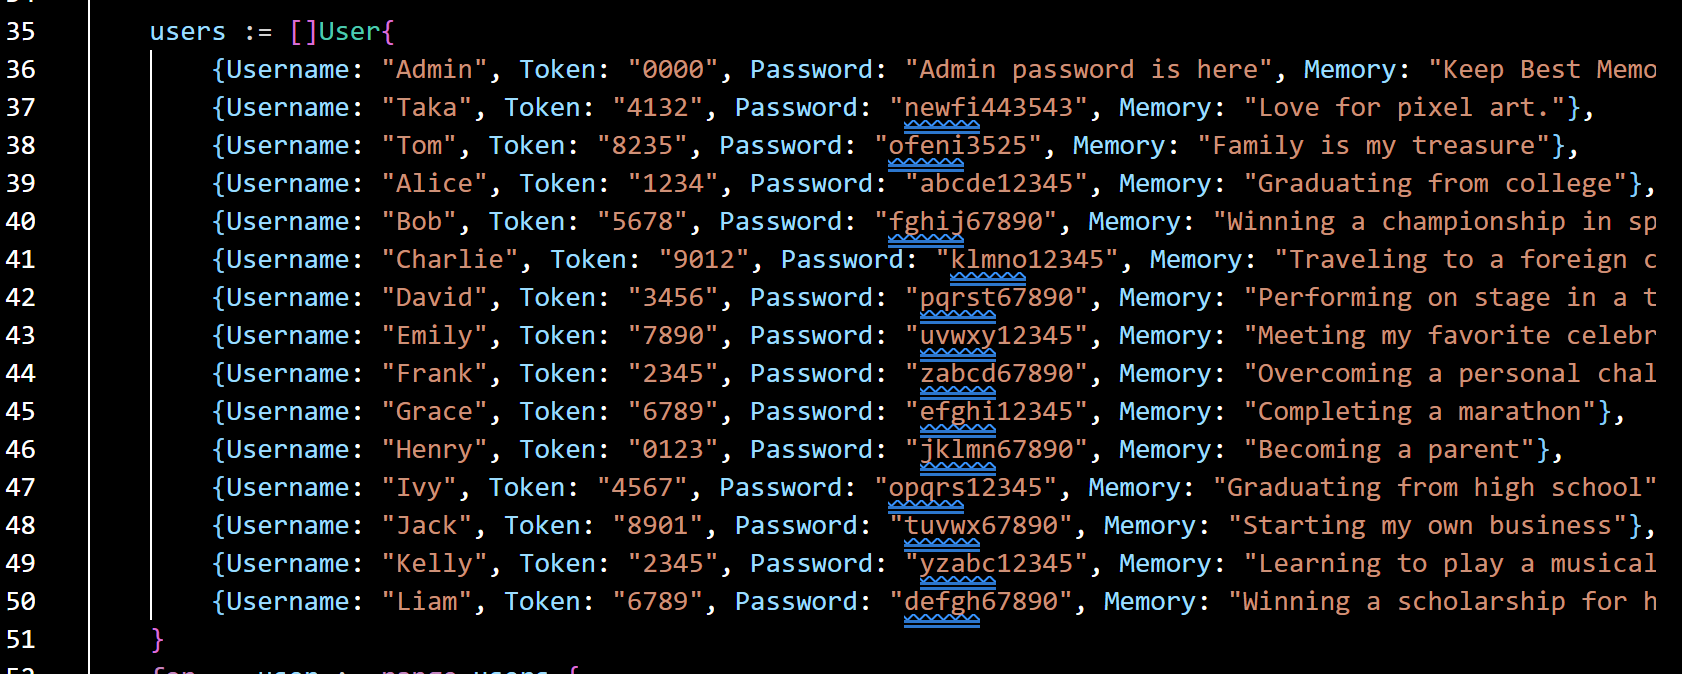 35 users := []User{
36 {Username: "Admin", Token: "0000", Password: "Admin password is here", Memory: "Keep Best Memo
37 {Username: "Taka", Token: "4132", Password: "newfi443543", Memory: "Love for pixel art."},
38 {Username: "Tom", Token: "8235", Password: "ofeni3525", Memory: "Family is my treasure"},
39 {Username: "Alice", Token: "1234", Password: "abcde12345", Memory: "Graduating from college"},
40 {Username: "Bob", Token: "5678", Password: "fghij67890", Memory: "Winning a championship in sp
41 {Username: "Charlie", Token: "9012", Password: "klmno12345", Memory: "Traveling to a foreign c
42 {Username: "David", Token: "3456", Password: "pqrst67890", Memory: "Performing on stage in a t
43 {Username: "Emily", Token: "7890", Password: "uvwxy12345", Memory: "Meeting my favorite celebr
44 {Username: "Frank", Token: "2345", Password: "zabcd67890", Memory: "Overcoming a personal chal
45 {Username: "Grace", Token: "6789", Password: "efghi12345", Memory: "Completing a marathon"},
46 {Username: "Henry", Token: "0123", Password: "jklmn67890", Memory: "Becoming a parent"},
47 {Username: "Ivy", Token: "4567", Password: "opqrs12345", Memory: "Graduating from high school"
48 {Username: "Jack", Token: "8901", Password: "tuvwx67890", Memory: "Starting my own business"},
49 {Username: "Kelly", Token: "2345", Password: "yzabc12345", Memory: "Learning to play a musical
50 {Username: "Liam", Token: "6789", Password: "defgh67890", Memory: "Winning a scholarship for h
51 }